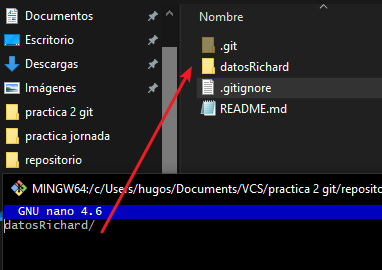 Documentos
Escritorio
Descargas
Imágenes
practica 2 git
practica jornada
repositorio
Nombre
.git
datosRichard
.gitignore
README.md
MINGW64:/c/Users/hugos/Documents/VCS/practica 2 git/reposito
GNU nano 4.6
datosRichard/